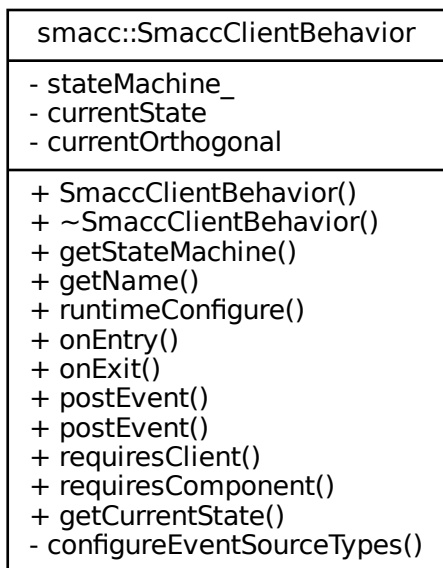 smacc::SmaccClientBehavior
- stateMachine_
- currentState
- currentOrthogonal
+ SmaccClientBehavior()
+ ~SmaccClientBehavior()
+ getStateMachine()
+ getName()
+ runtimeConfigure()
+ onEntry()
+ onExit()
+ postEvent()
+ postEvent()
+ requiresClient()
+ requiresComponent()
+ getCurrentState()
- configureEventSourceTypes()